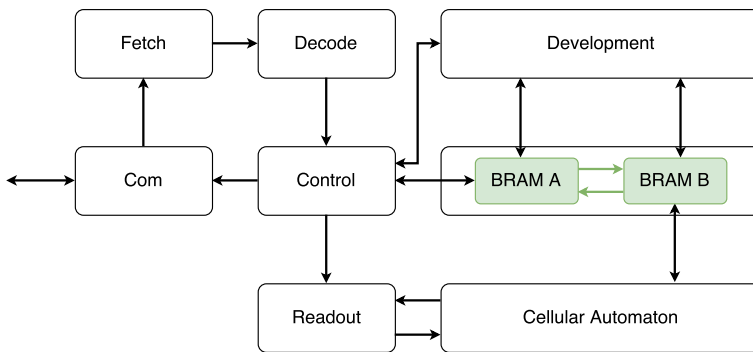 Fetch
Decode
Development
Com
Control
BRAM A
BRAM B
Readout
Cellular Automaton